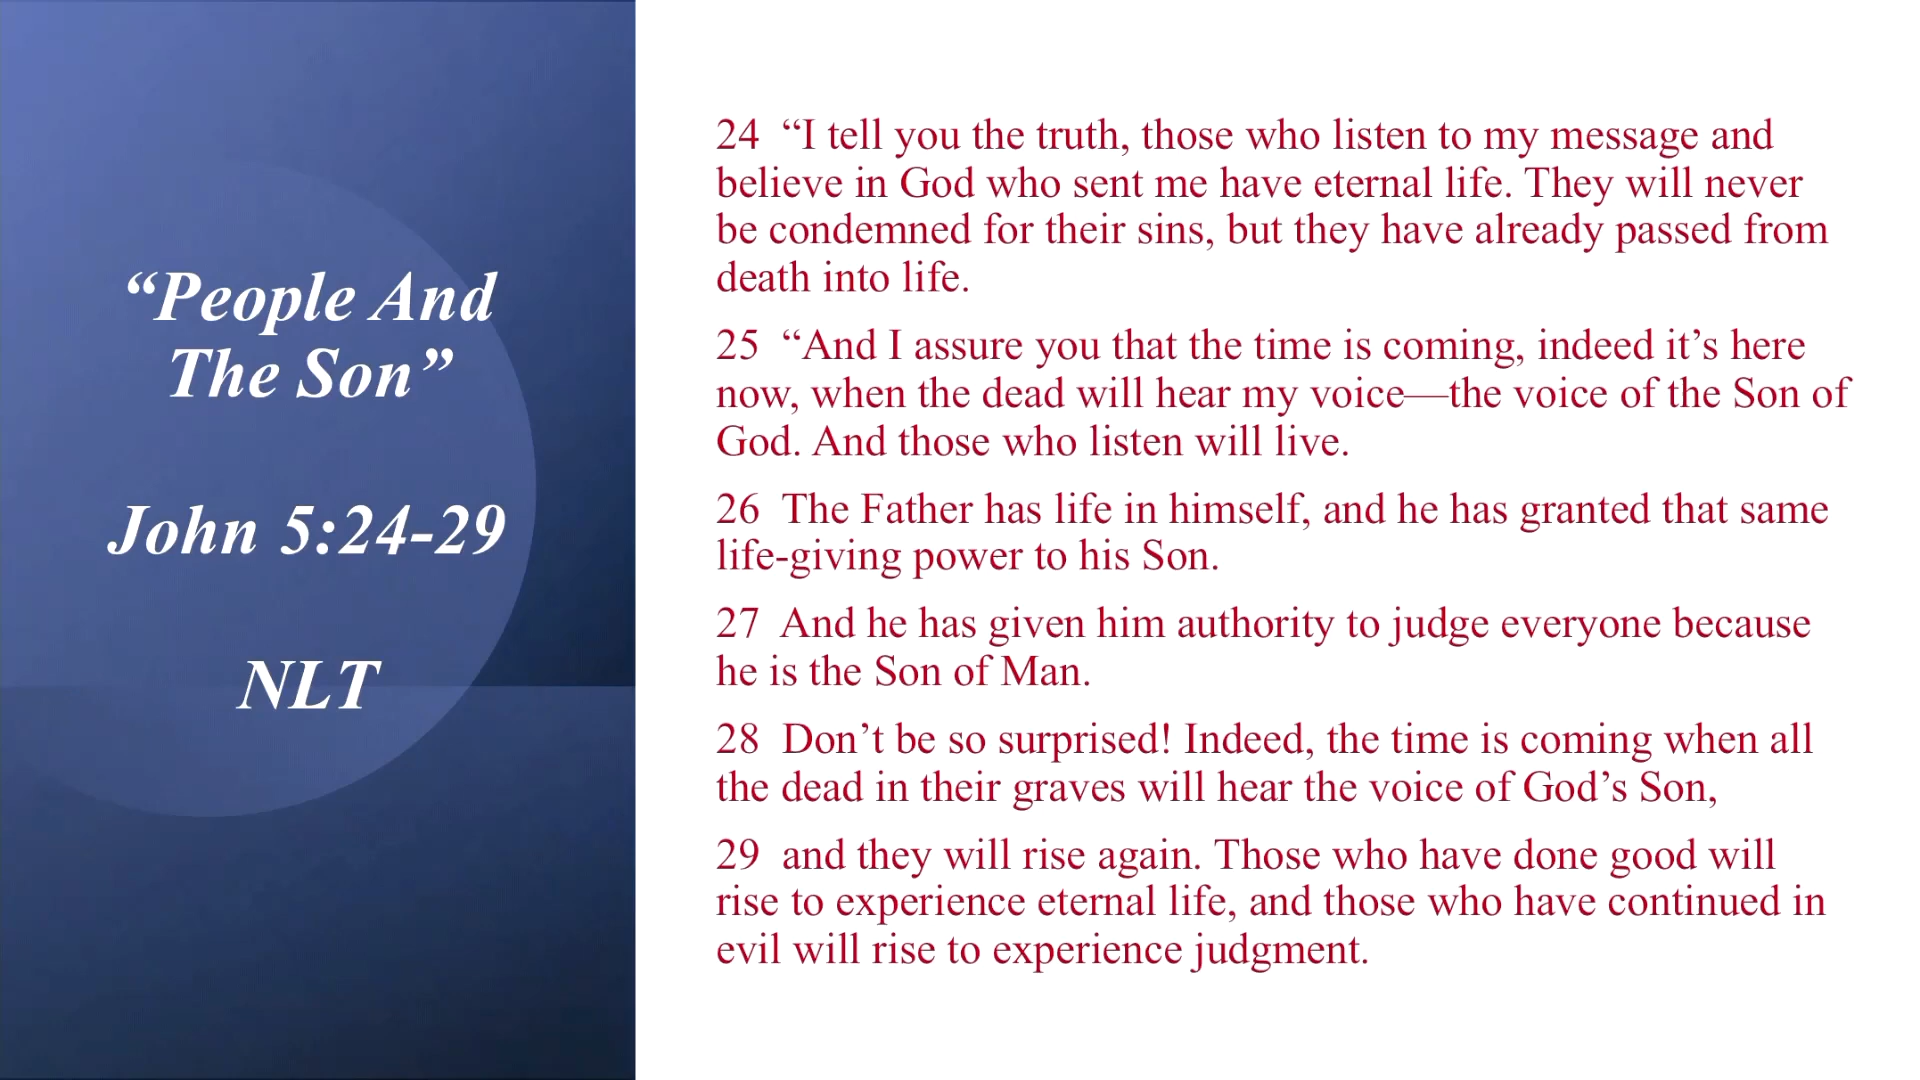 “People And
The Son”
John 5:24-29
NLT
24 “I tell you the truth, those who listen to my message and
believe in God who sent me have eternal life. They will never
be condemned for their sins, but they have already passed from
death into life.
25 “And I assure you that the time is coming, indeed it’s here
now, when the dead will hear my voice—the voice of the Son of
God. And those who listen will live.
26 The Father has life in himself, and he has granted that same
life-giving power to his Son.
27 And he has given him authority to judge everyone because
he is the Son of Man.
28 Don’t be so surprised! Indeed, the time is coming when all
the dead in their graves will hear the voice of God’s Son,
29 and they will rise again. Those who have done good will
rise to experience eternal life, and those who have continued in
evil will rise to experience judgment.